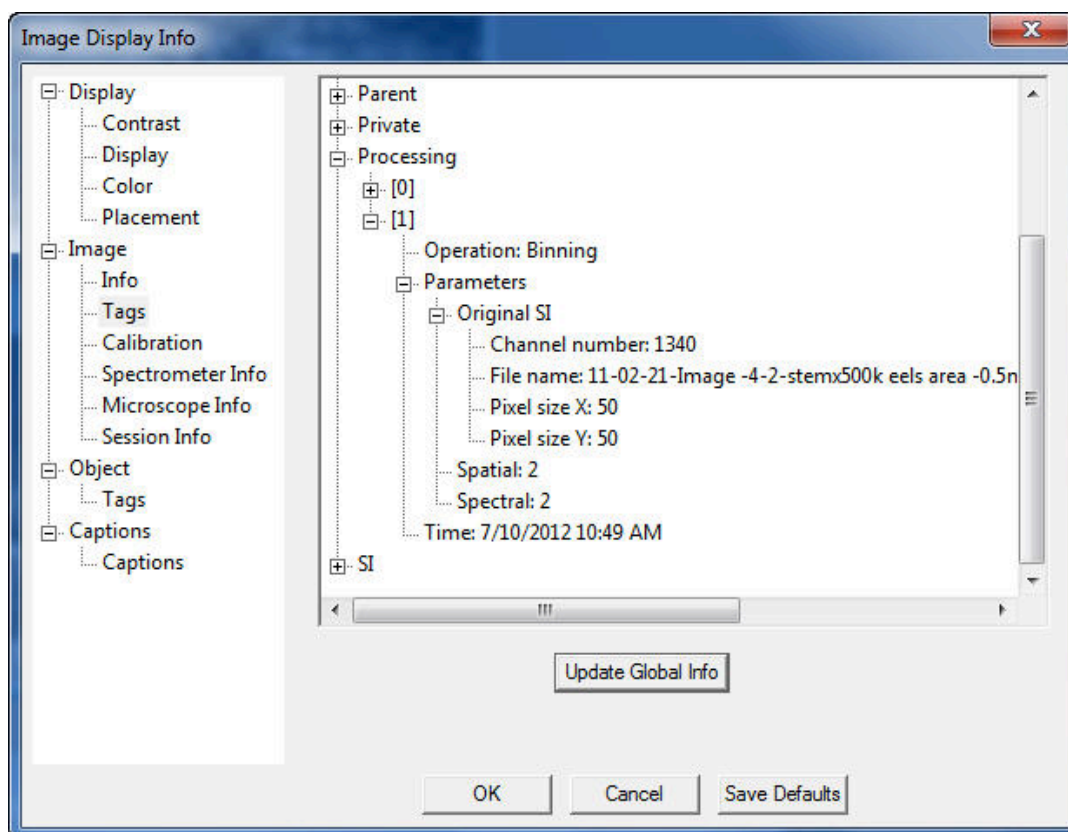 Image Display Info
Display
Contrast
Display
Color
Placement
Image
Info
Tags
Calibration
Spectrometer Info
Microscope Info
Session Info
Object
Tags
Captions
Captions
Parent
Private
Processing
[0]
[1]
Operation: Binning
Parameters
Original SI
Channel number: 1340
File name: 11-02-21-Image -4-2-stemx500k eels area -0.5n
Pixel size X: 50
Pixel size Y: 50
Spatial: 2
Spectral: 2
Time: 7/10/2012 10:49 AM
SI
Update Global Info
OK Cancel Save Defaults